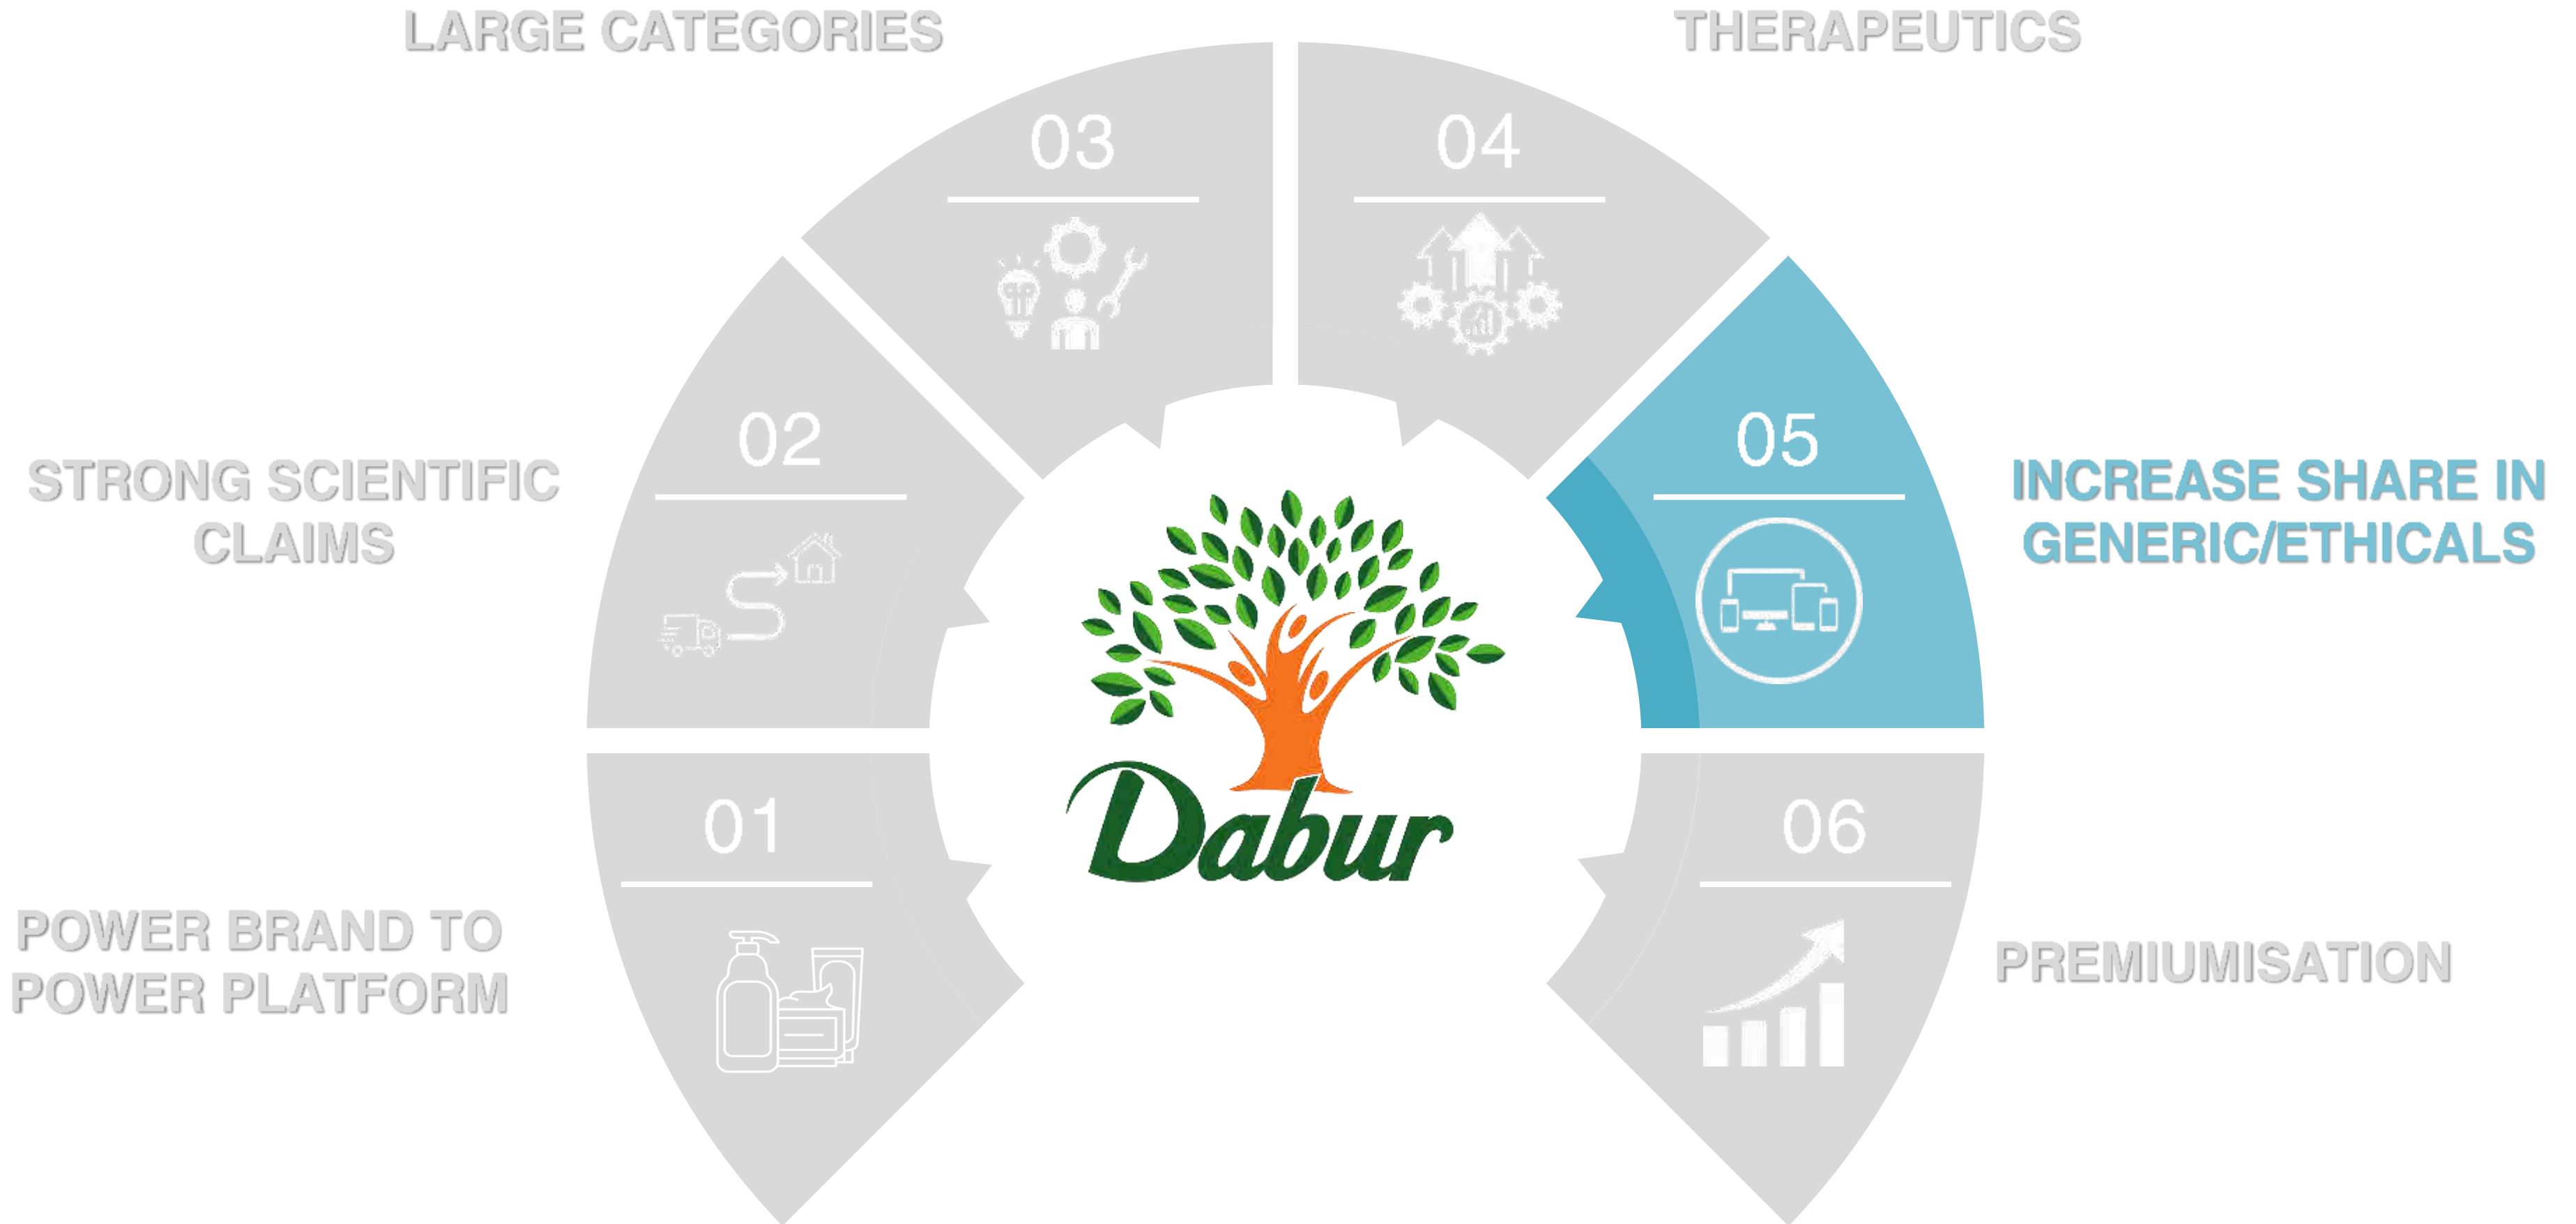 LARGE CATEGORIES
THERAPEUTICS
03
04
02
05
STRONG SCIENTIFIC
CLAIMS
INCREASE SHARE IN
GENERIC/ETHICALS
Dabur
01
06
POWER BRAND TO
POWER PLATFORM
PREMIUMISATION